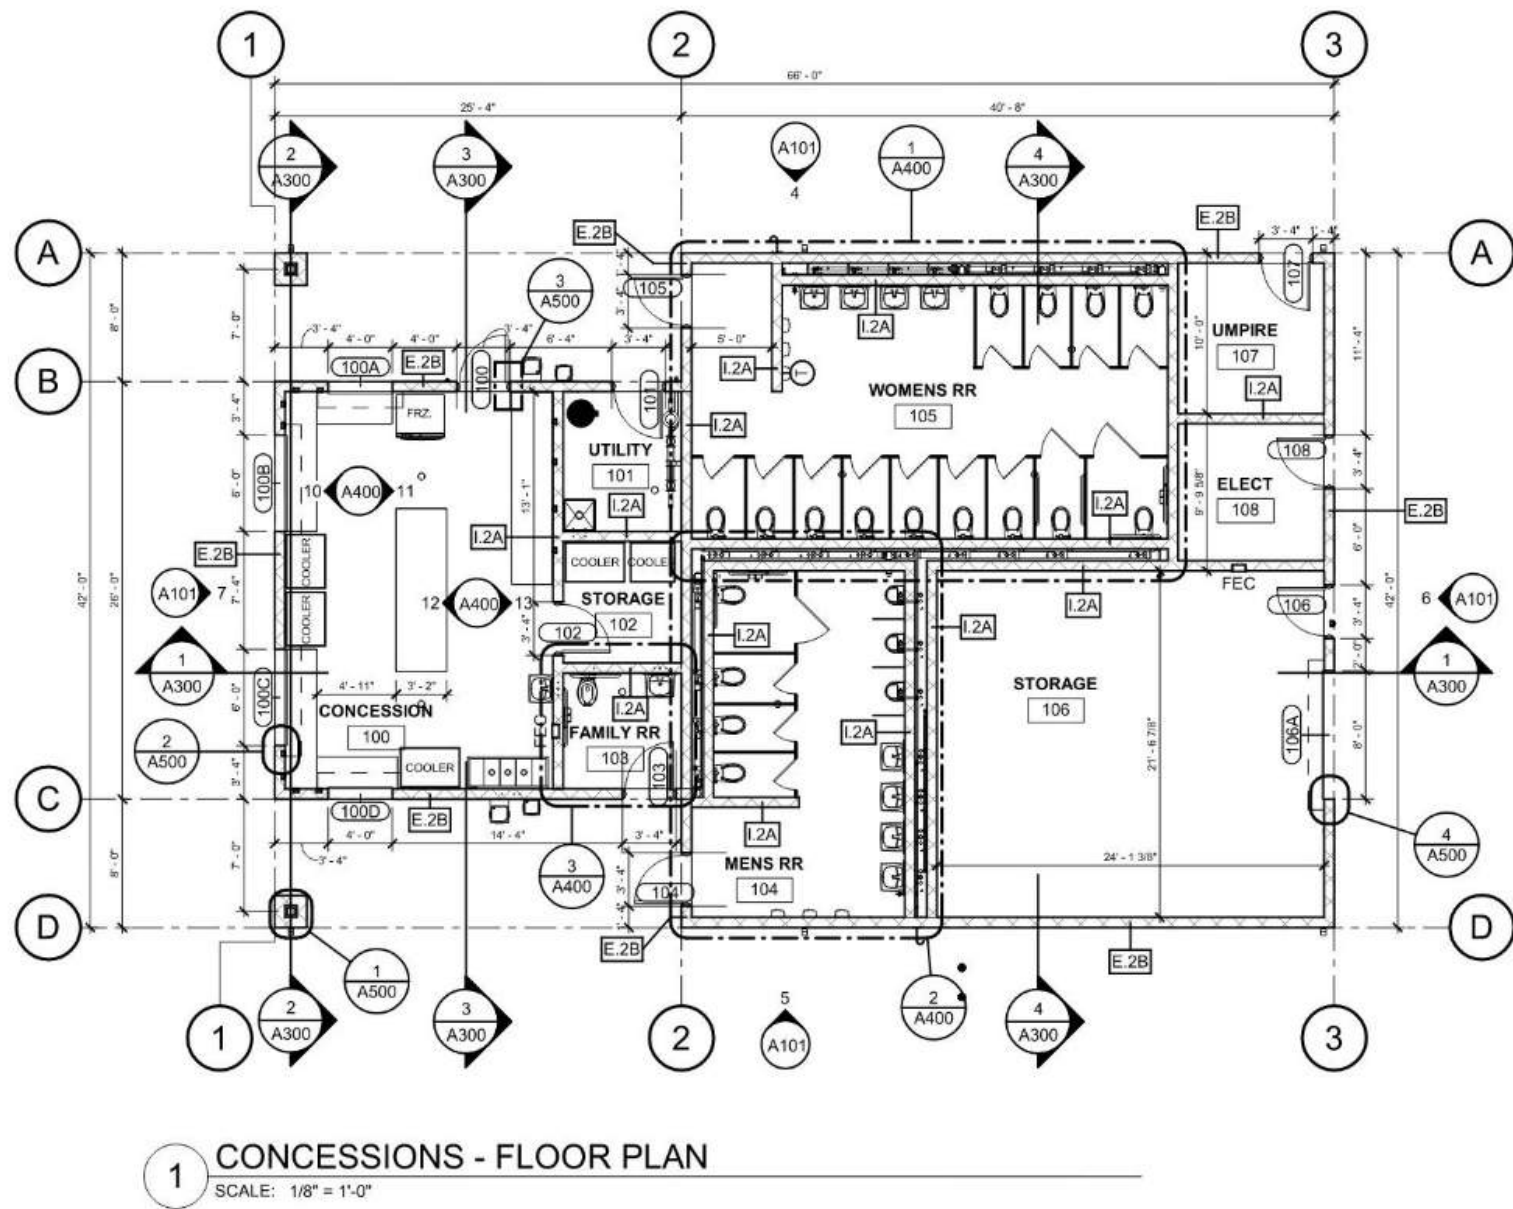 1
2
3
66' - 0"
25' - 4"
40' - 8"
2
A300
3
A300
A101
4
1
A400
4
A300
A
E.2B
E.2B
3' - 4"
1' - 4"
A
3
A500
105
107
8' - 0"
7' - 0"
3' - 4"
3' - 4"
4' - 0"
4' - 0"
3' - 4"
6' - 4"
3' - 4"
5' - 0"
I.2A
10' - 0"
UMPIRE
107
11' - 4"
B
100A
E.2B
100
101
I.2A
T
WOMENS RR
105
I.2A
FRZ.
3' - 4"
I.2A
UTILITY
101
108
3' - 4"
100B
6' - 0"
10
A400
11
13' - 1"
9' - 9 5/8"
ELECT
108
I.2A
I.2A
I.2A
E.2B
E.2B
COOLER
COOLER
COOLE
6' - 0"
FEC
42' - 0"
26' - 0"
A101
7
7' - 4"
COOLER
12
A400
13
STORAGE
102
102
3' - 4"
I.2A
I.2A
I.2A
106
3' - 4"
42' - 0"
6
A101
1
A300
2' - 0"
1
A300
100C
6' - 0"
4' - 11"
3' - 2"
I.2A
STORAGE
106
CONCESSION
100
FAMILY RR
103
103
I.2A
106A
8' - 0"
2
A500
COOLER
21' - 6 7/8"
3' - 4"
C
100D
E.2B
I.2A
4' - 0"
14' - 4"
3' - 4"
3' - 4"
3
A400
8' - 0"
7' - 0"
3' - 4"
104
MENS RR
104
24' - 1 3/8"
4
A500
D
E.2B
E.2B
D
1
A500
1
2
A300
3
A300
2
5
A101
2
A400
4
A300
3
1
CONCESSIONS - FLOOR PLAN
SCALE: 1/8" = 1'-0"